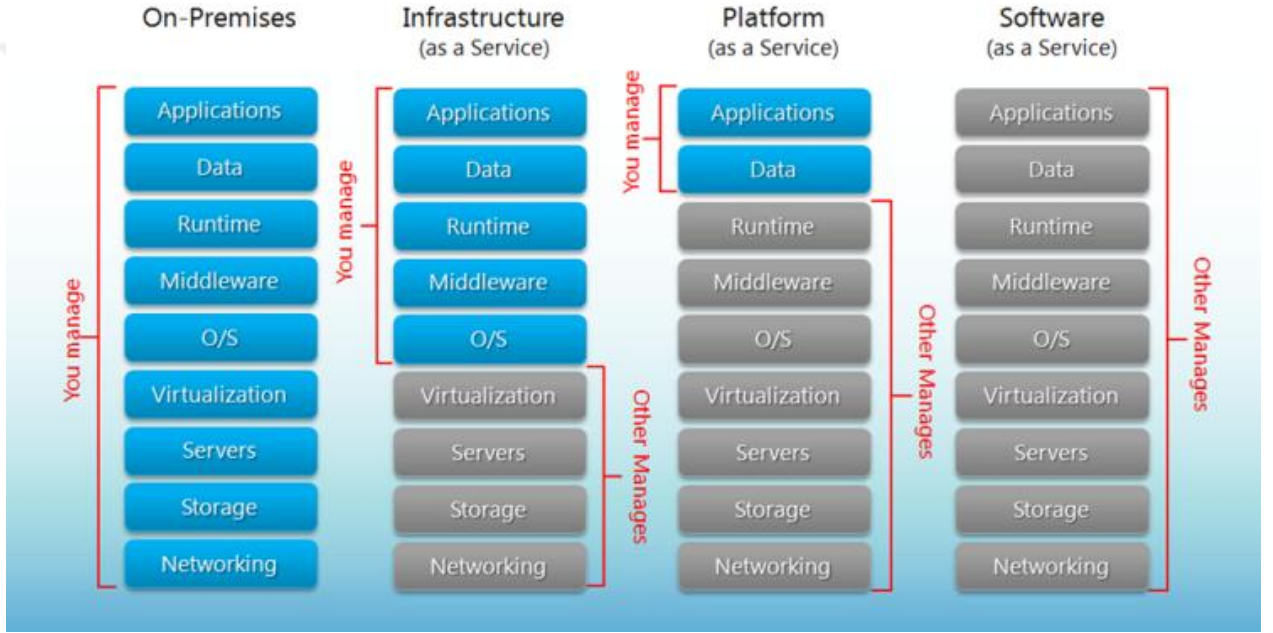 On-Premises
You manage
Applications
Data
Runtime
Middleware
O/S
Virtualization
Servers
Storage
Networking
Infrastructure
(as a Service)
You manage
Applications
Data
Runtime
Middleware
O/S
Virtualization
Servers
Storage
Networking
Other Manages
Platform
(as a Service)
You manage
Applications
Data
Runtime
Middleware
O/S
Virtualization
Servers
Storage
Networking
Other Manages
Software
(as a Service)
Applications
Data
Runtime
Middleware
O/S
Virtualization
Servers
Storage
Networking
Other Manages